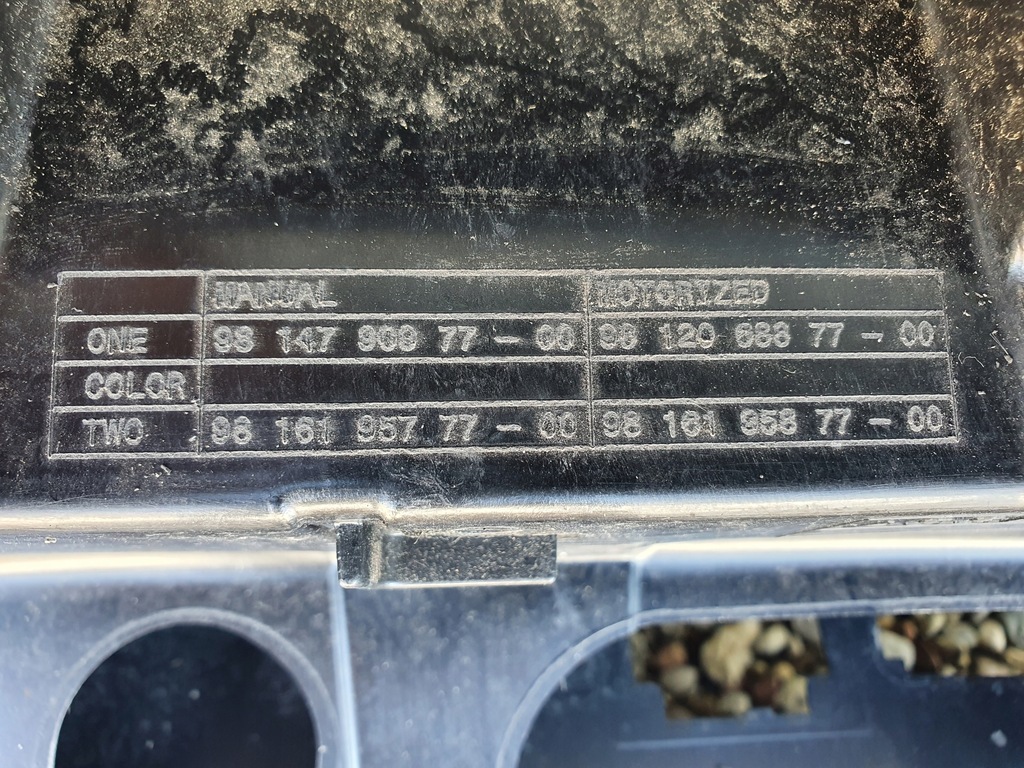 MANUAL MOTORIZED
ONE 98 147 909 77 - 00 98 120 688 77 - 00
COLOR
TWO 98 161 957 77 - 00 98 161 958 77 - 00